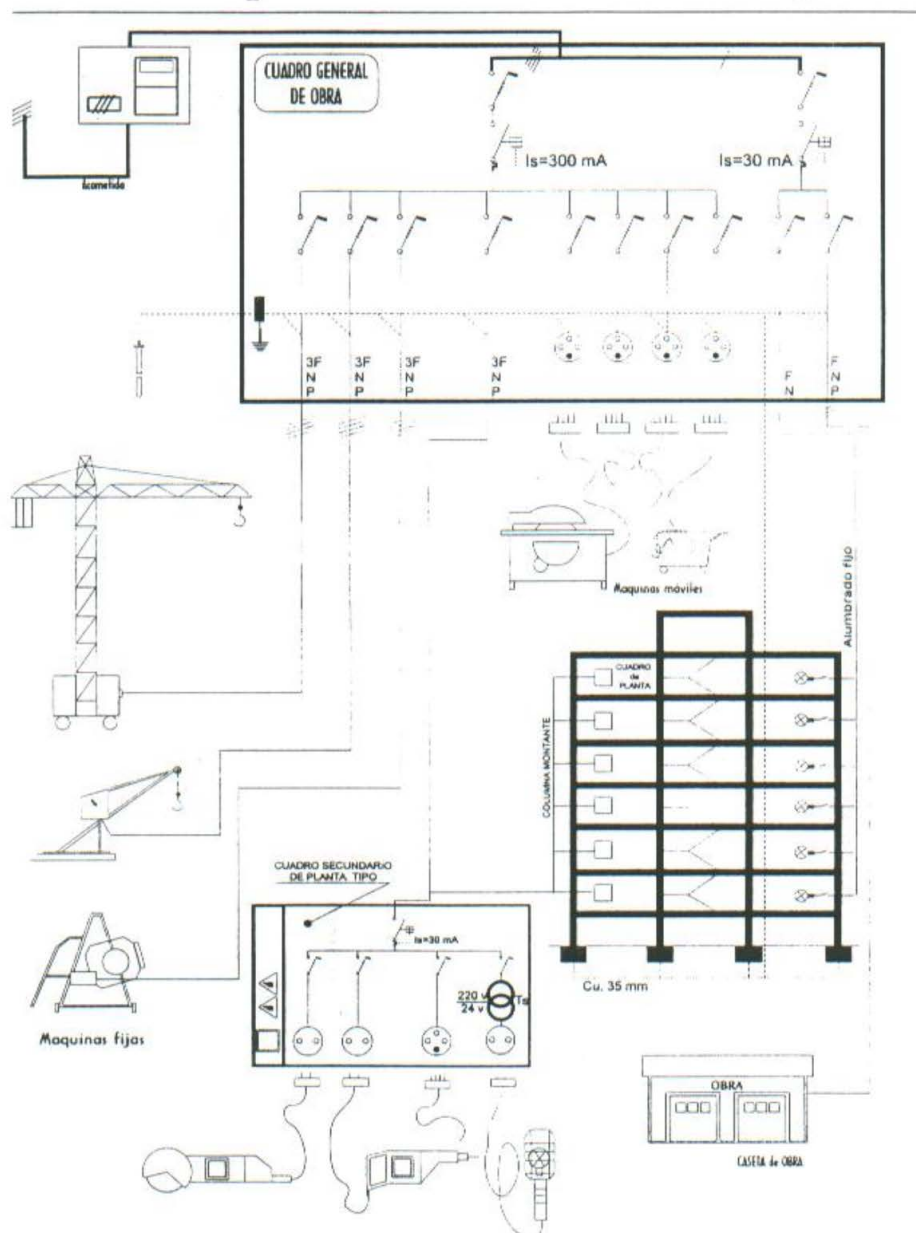 CUADRO GENERAL
DE OBRA
Is=300 mA
Is=30 mA
acometida
3F
N
P
3F
N
P
3F
N
P
3F
N
P
F
N
F
N
P
Maquinas móviles
Alumbrado fijo
CUADRO
de
PLANTA
COLUMNA MONTANTE
CUADRO SECUNDARIO
DE PLANTA TIPO
Is=30 mA
220 v
24 v
Ts
Cu. 35 mm
Maquinas fijas
OBRA
CASETA de OBRA